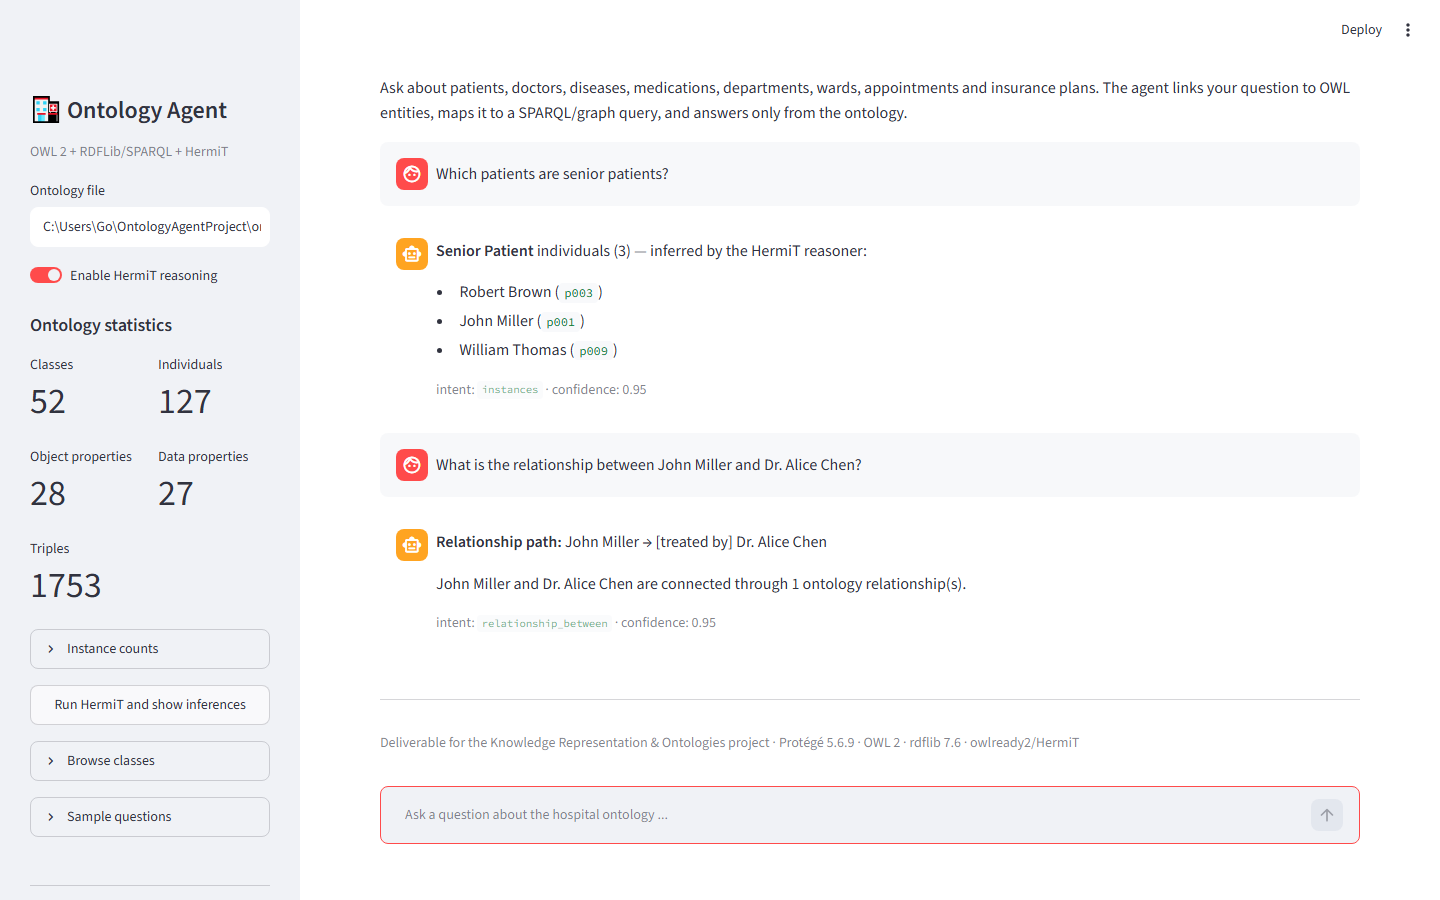 Deploy
Ontology Agent
OWL 2 + RDFLib/SPARQL + HermiT
Ontology file
C:\Users\Go\OntologyAgentProject\o
Enable HermiT reasoning
Ontology statistics
Classes
52
Individuals
127
Object properties
28
Data properties
27
Triples
1753
Instance counts
Run HermiT and show inferences
Browse classes
Sample questions
Ask about patients, doctors, diseases, medications, departments, wards, appointments and insurance plans. The agent links your question to OWL
entities, maps it to a SPARQL/graph query, and answers only from the ontology.
Which patients are senior patients?
Senior Patient individuals (3) — inferred by the HermiT reasoner:
• Robert Brown ( p003 )
• John Miller ( p001 )
• William Thomas ( p009 )
intent: instances · confidence: 0.95
What is the relationship between John Miller and Dr. Alice Chen?
Relationship path: John Miller → [treated by] Dr. Alice Chen
John Miller and Dr. Alice Chen are connected through 1 ontology relationship(s).
intent: relationship_between · confidence: 0.95
Deliverable for the Knowledge Representation & Ontologies project · Protégé 5.6.9 · OWL 2 · rdflib 7.6 · owlready2/HermiT
Ask a question about the hospital ontology ...